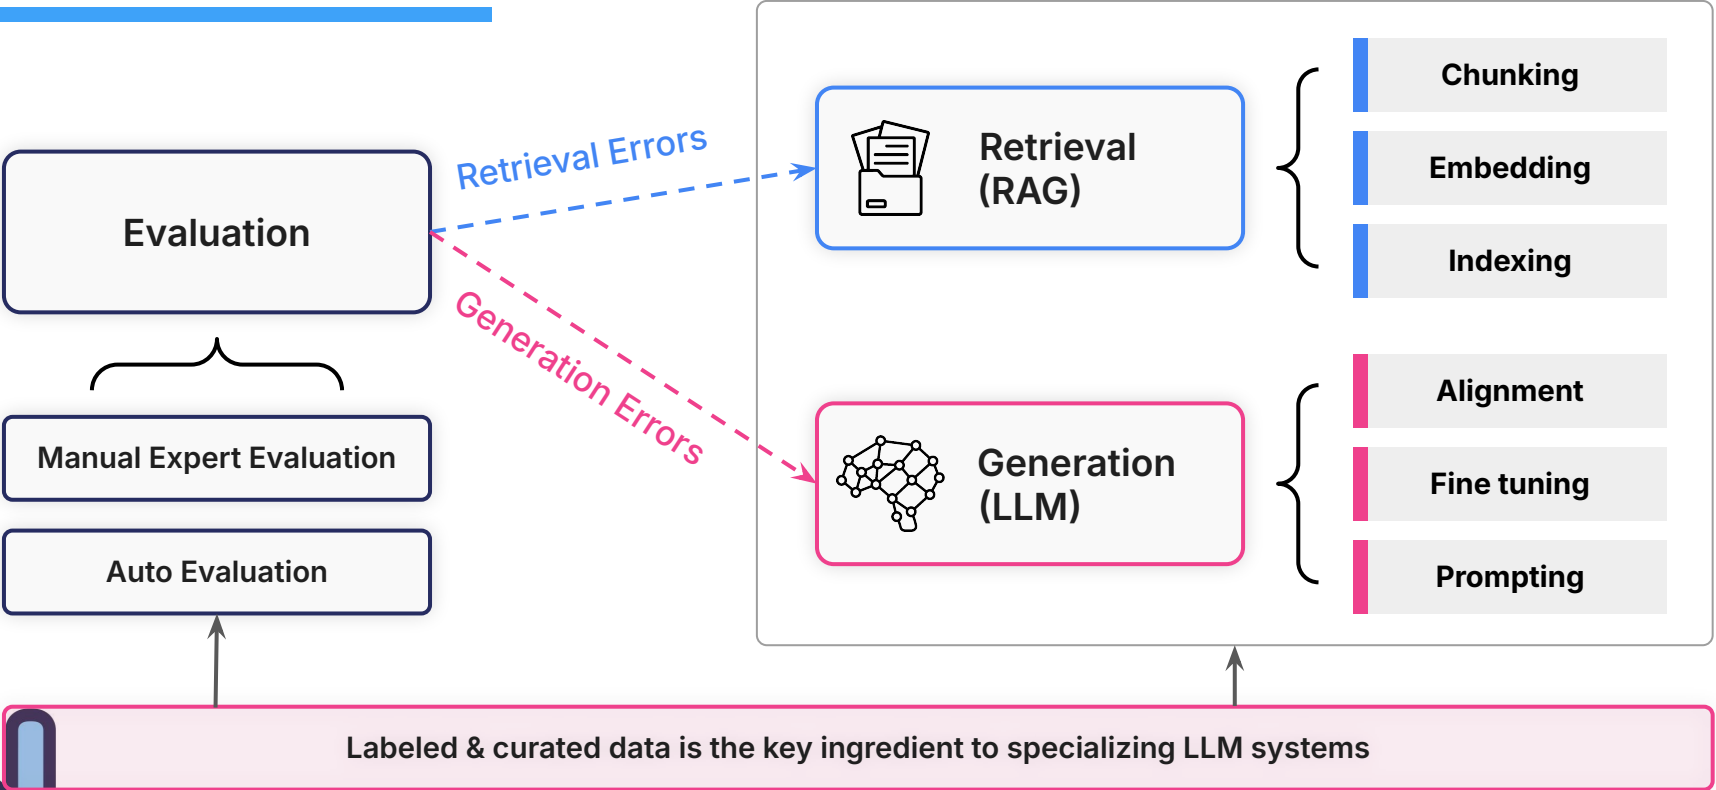 Evaluation
Manual Expert Evaluation
Auto Evaluation
Retrieval Errors
Generation Errors
Retrieval
(RAG)
Chunking
Embedding
Indexing
Generation
(LLM)
Alignment
Fine tuning
Prompting
Labeled & curated data is the key ingredient to specializing LLM systems